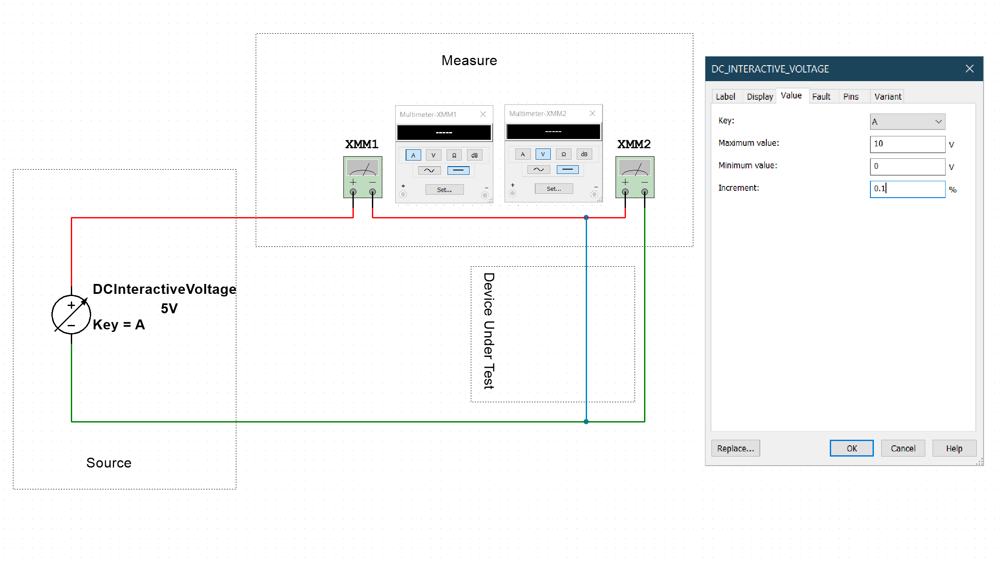 Measure
Multimeter-XMM1
-----
A V Ω dB
Set...
+ −
Multimeter-XMM2
-----
A V Ω dB
Set...
+ −
XMM1
+ −
XMM2
+ −
DCInteractiveVoltage
5V
Key = A
+
−
Source
Device Under Test
DC_INTERACTIVE_VOLTAGE
Label Display Value Fault Pins Variant
Key: A
Maximum value: 10 V
Minimum value: 0 V
Increment: 0.1 %
Replace... OK Cancel Help